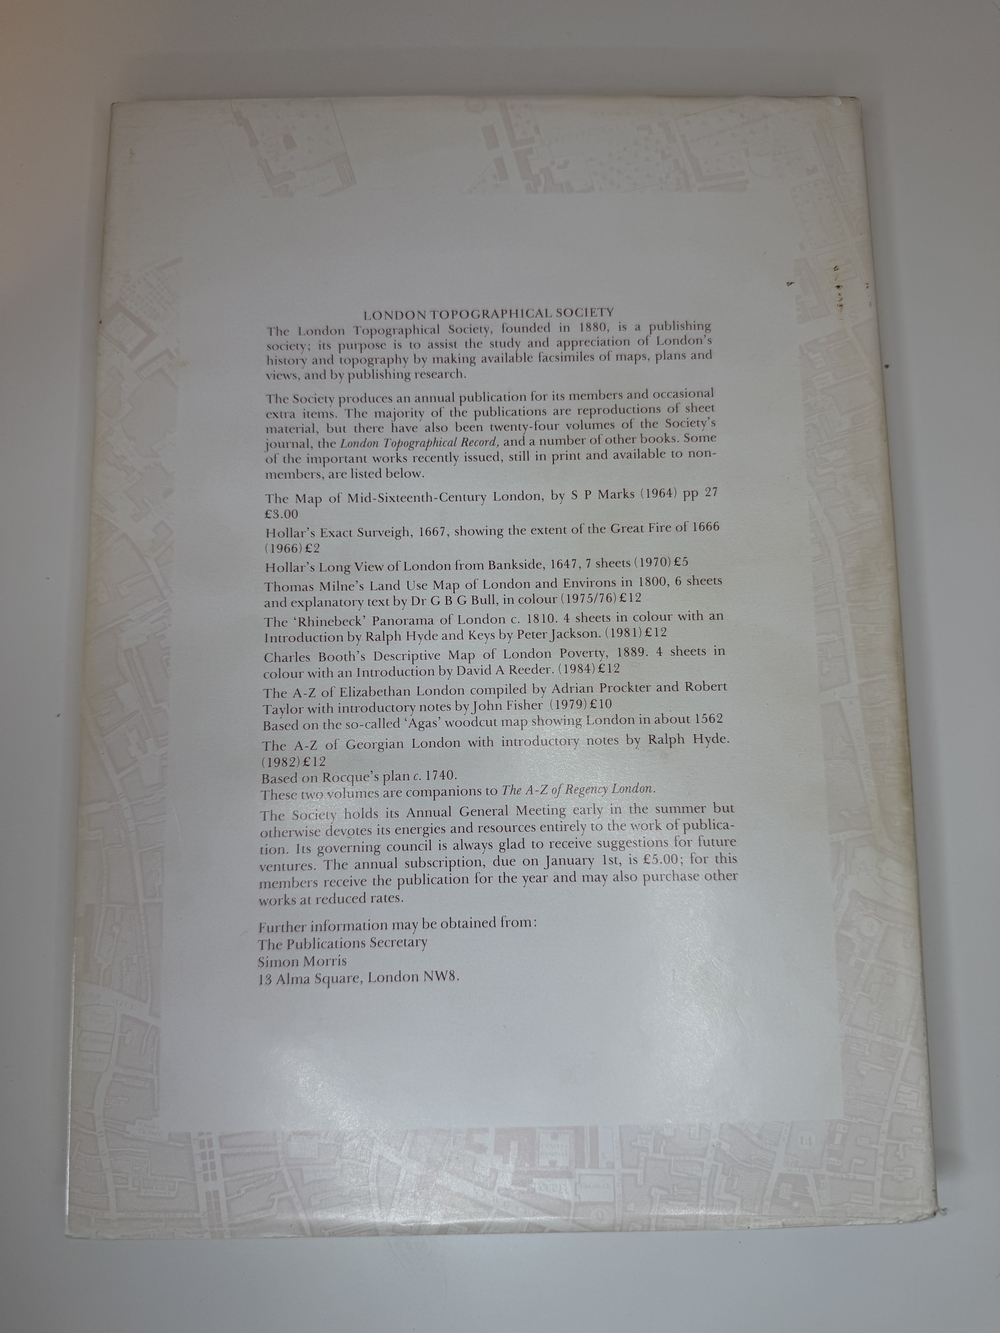 LONDON TOPOGRAPHICAL SOCIETY
The London Topographical Society, founded in 1880, is a publishing
society; its purpose is to assist the study and appreciation of London's
history and topography by making available facsimiles of maps, plans and
views, and by publishing research.
The Society produces an annual publication for its members and occasional
extra items. The majority of the publications are reproductions of sheet
material, but there have also been twenty-four volumes of the Society's
journal, the London Topographical Record, and a number of other books. Some
of the important works recently issued, still in print and available to non-
members, are listed below.
The Map of Mid-Sixteenth-Century London, by S P Marks (1964) pp 27
£3.00
Hollar's Exact Surveigh, 1667, showing the extent of the Great Fire of 1666
(1966) £2
Hollar's Long View of London from Bankside, 1647, 7 sheets (1970) £5
Thomas Milne's Land Use Map of London and Environs in 1800, 6 sheets
and explanatory text by Dr G B G Bull, in colour (1975/76) £12
The 'Rhinebeck' Panorama of London c. 1810. 4 sheets in colour with an
Introduction by Ralph Hyde and Keys by Peter Jackson. (1981) £12
Charles Booth's Descriptive Map of London Poverty, 1889. 4 sheets in
colour with an Introduction by David A Reeder. (1984) £12
The A-Z of Elizabethan London compiled by Adrian Prockter and Robert
Taylor with introductory notes by John Fisher (1979) £10
Based on the so-called 'Agas' woodcut map showing London in about 1562
The A-Z of Georgian London with introductory notes by Ralph Hyde.
(1982) £12
Based on Rocque's plan c. 1740.
These two volumes are companions to The A-Z of Regency London.
The Society holds its Annual General Meeting early in the summer but
otherwise devotes its energies and resources entirely to the work of publica-
tion. Its governing council is always glad to receive suggestions for future
ventures. The annual subscription, due on January 1st, is £5.00; for this
members receive the publication for the year and may also purchase other
works at reduced rates.
Further information may be obtained from:
The Publications Secretary
Simon Morris
13 Alma Square, London NW8.